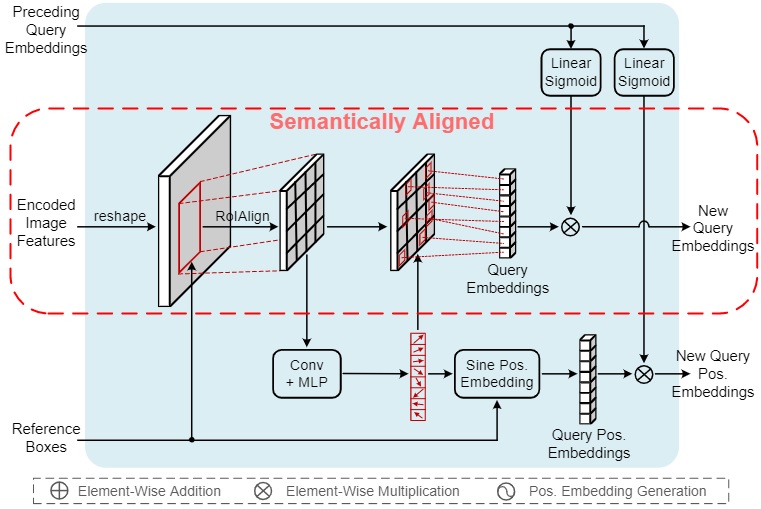 Preceding
Query
Embeddings
Linear
Sigmoid
Linear
Sigmoid
Semantically Aligned
Encoded
Image
Features
reshape
RoIAlign
Query
Embeddings
New
Query
Embeddings
Conv
+ MLP
Sine Pos.
Embedding
New Query
Pos.
Embeddings
Reference
Boxes
Query Pos.
Embeddings
Element-Wise Addition
Element-Wise Multiplication
Pos. Embedding Generation